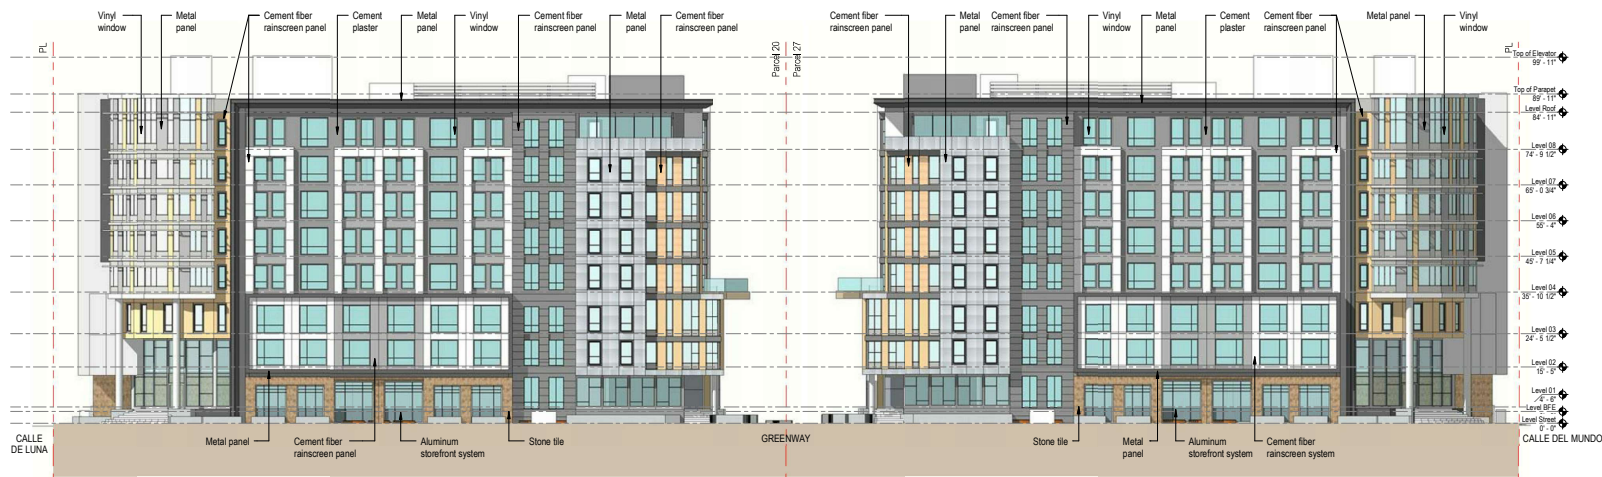 Vinyl
window
Metal
panel
Cement fiber
rainscreen panel
Cement
plaster
Metal
panel
Vinyl
window
Cement fiber
rainscreen panel
Metal
panel
Cement fiber
rainscreen panel
Cement fiber
rainscreen panel
Metal
panel
Cement fiber
rainscreen panel
Vinyl
window
Metal
panel
Cement
plaster
Cement fiber
rainscreen panel
Metal panel
Vinyl
window
PL
Parcel 20
Parcel 27
PL
Top of Elevator
99' - 11"
Top of Parapet
89' - 11"
Level Roof
84' - 11"
Level 08
74' - 9 1/2"
Level 07
65' - 0 3/4"
Level 06
55' - 4"
Level 05
45' - 7 1/4"
Level 04
35' - 10 1/2"
Level 03
24' - 5 1/2"
Level 02
15' - 5"
Level 01
4' - 6"
Level BFE
Level Street
0' - 0"
CALLE
DE LUNA
Metal panel
Cement fiber
rainscreen panel
Aluminum
storefront system
Stone tile
GREENWAY
Stone tile
Metal
panel
Aluminum
storefront system
Cement fiber
rainscreen system
CALLE DEL MUNDO